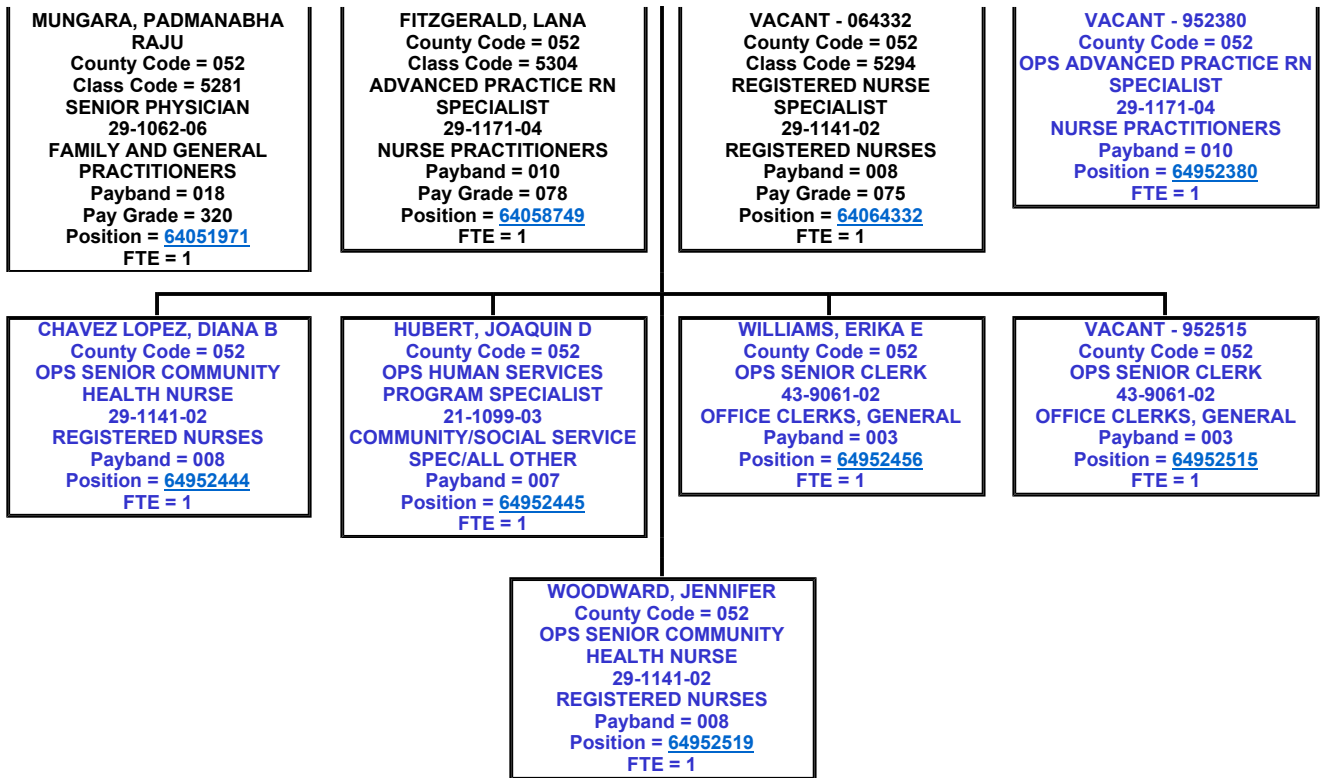 MUNGARA, PADMANABHA
RAJU
County Code = 052
Class Code = 5281
SENIOR PHYSICIAN
29-1062-06
FAMILY AND GENERAL
PRACTITIONERS
Payband = 018
Pay Grade = 320
Position = 64051971
FTE = 1
FITZGERALD, LANA
County Code = 052
Class Code = 5304
ADVANCED PRACTICE RN
SPECIALIST
29-1171-04
NURSE PRACTITIONERS
Payband = 010
Pay Grade = 078
Position = 64058749
FTE = 1
VACANT - 064332
County Code = 052
Class Code = 5294
REGISTERED NURSE
SPECIALIST
29-1141-02
REGISTERED NURSES
Payband = 008
Pay Grade = 075
Position = 64064332
FTE = 1
VACANT - 952380
County Code = 052
OPS ADVANCED PRACTICE RN
SPECIALIST
29-1171-04
NURSE PRACTITIONERS
Payband = 010
Position = 64952380
FTE = 1
CHAVEZ LOPEZ, DIANA B
County Code = 052
OPS SENIOR COMMUNITY
HEALTH NURSE
29-1141-02
REGISTERED NURSES
Payband = 008
Position = 64952444
FTE = 1
HUBERT, JOAQUIN D
County Code = 052
OPS HUMAN SERVICES
PROGRAM SPECIALIST
21-1099-03
COMMUNITY/SOCIAL SERVICE
SPEC/ALL OTHER
Payband = 007
Position = 64952445
FTE = 1
WILLIAMS, ERIKA E
County Code = 052
OPS SENIOR CLERK
43-9061-02
OFFICE CLERKS, GENERAL
Payband = 003
Position = 64952456
FTE = 1
VACANT - 952515
County Code = 052
OPS SENIOR CLERK
43-9061-02
OFFICE CLERKS, GENERAL
Payband = 003
Position = 64952515
FTE = 1
WOODWARD, JENNIFER
County Code = 052
OPS SENIOR COMMUNITY
HEALTH NURSE
29-1141-02
REGISTERED NURSES
Payband = 008
Position = 64952519
FTE = 1